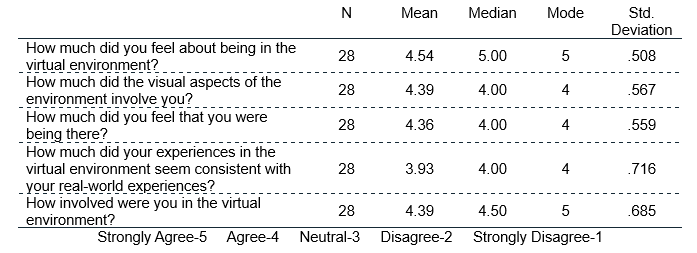 N Mean Median Mode Std.
Deviation
How much did you feel about being in the
virtual environment? 28 4.54 5.00 5 .508
How much did the visual aspects of the
environment involve you? 28 4.39 4.00 4 .567
How much did you feel that you were
being there? 28 4.36 4.00 4 .559
How much did your experiences in the
virtual environment seem consistent with 28 3.93 4.00 4 .716
your real-world experiences?
How involved were you in the virtual
environment? 28 4.39 4.50 5 .685
Strongly Agree-5 Agree-4 Neutral-3 Disagree-2 Strongly Disagree-1